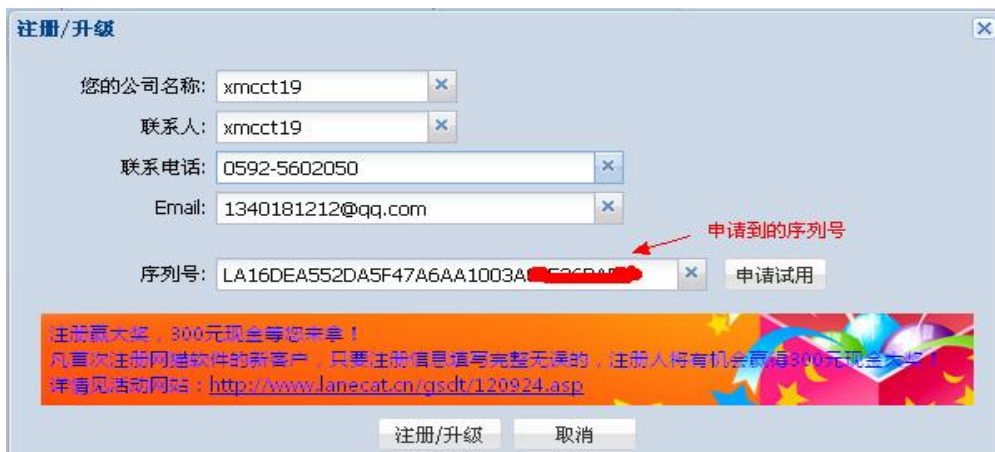 注册/升级
您的公司名称: xmcct19
联系人: xmcct19
联系电话: 0592-5602050
Email: 1340181212@qq.com
申请到的序列号
序列号: LA16DEA552DA5F47A6AA1003A 申请试用
注册赢大奖，300元现金等您来拿！
凡首次注册网猫软件的新客户，只要注册信息填写完整无误的，注册人将有机会赢得300元现金大奖！
详情见活动网站：http://www.lanecat.cn/gsdt/120924.asp
注册/升级 取消